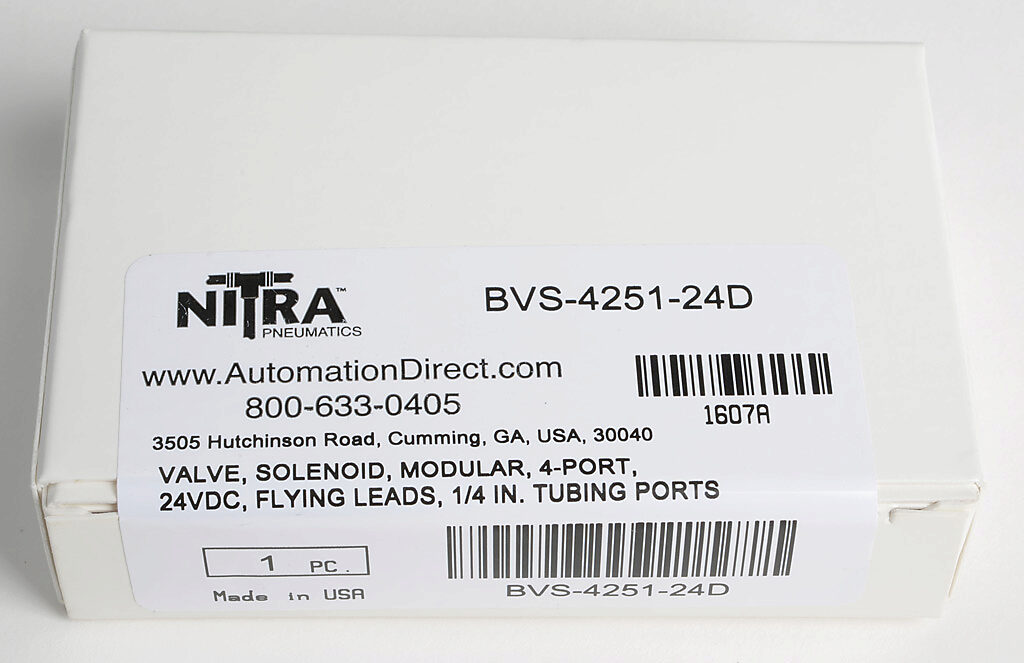 NITRA™
PNEUMATICS
BVS-4251-24D
www.AutomationDirect.com
800-633-0405
1607A
3505 Hutchinson Road, Cumming, GA, USA, 30040
VALVE, SOLENOID, MODULAR, 4-PORT,
24VDC, FLYING LEADS, 1/4 IN. TUBING PORTS
1 PC.
Made in USA
BVS-4251-24D